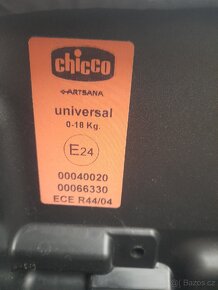 chicco
ARTSANA
universal
0-18 Kg.
E24
00040020
00066330
ECE R44/04
bazos.cz